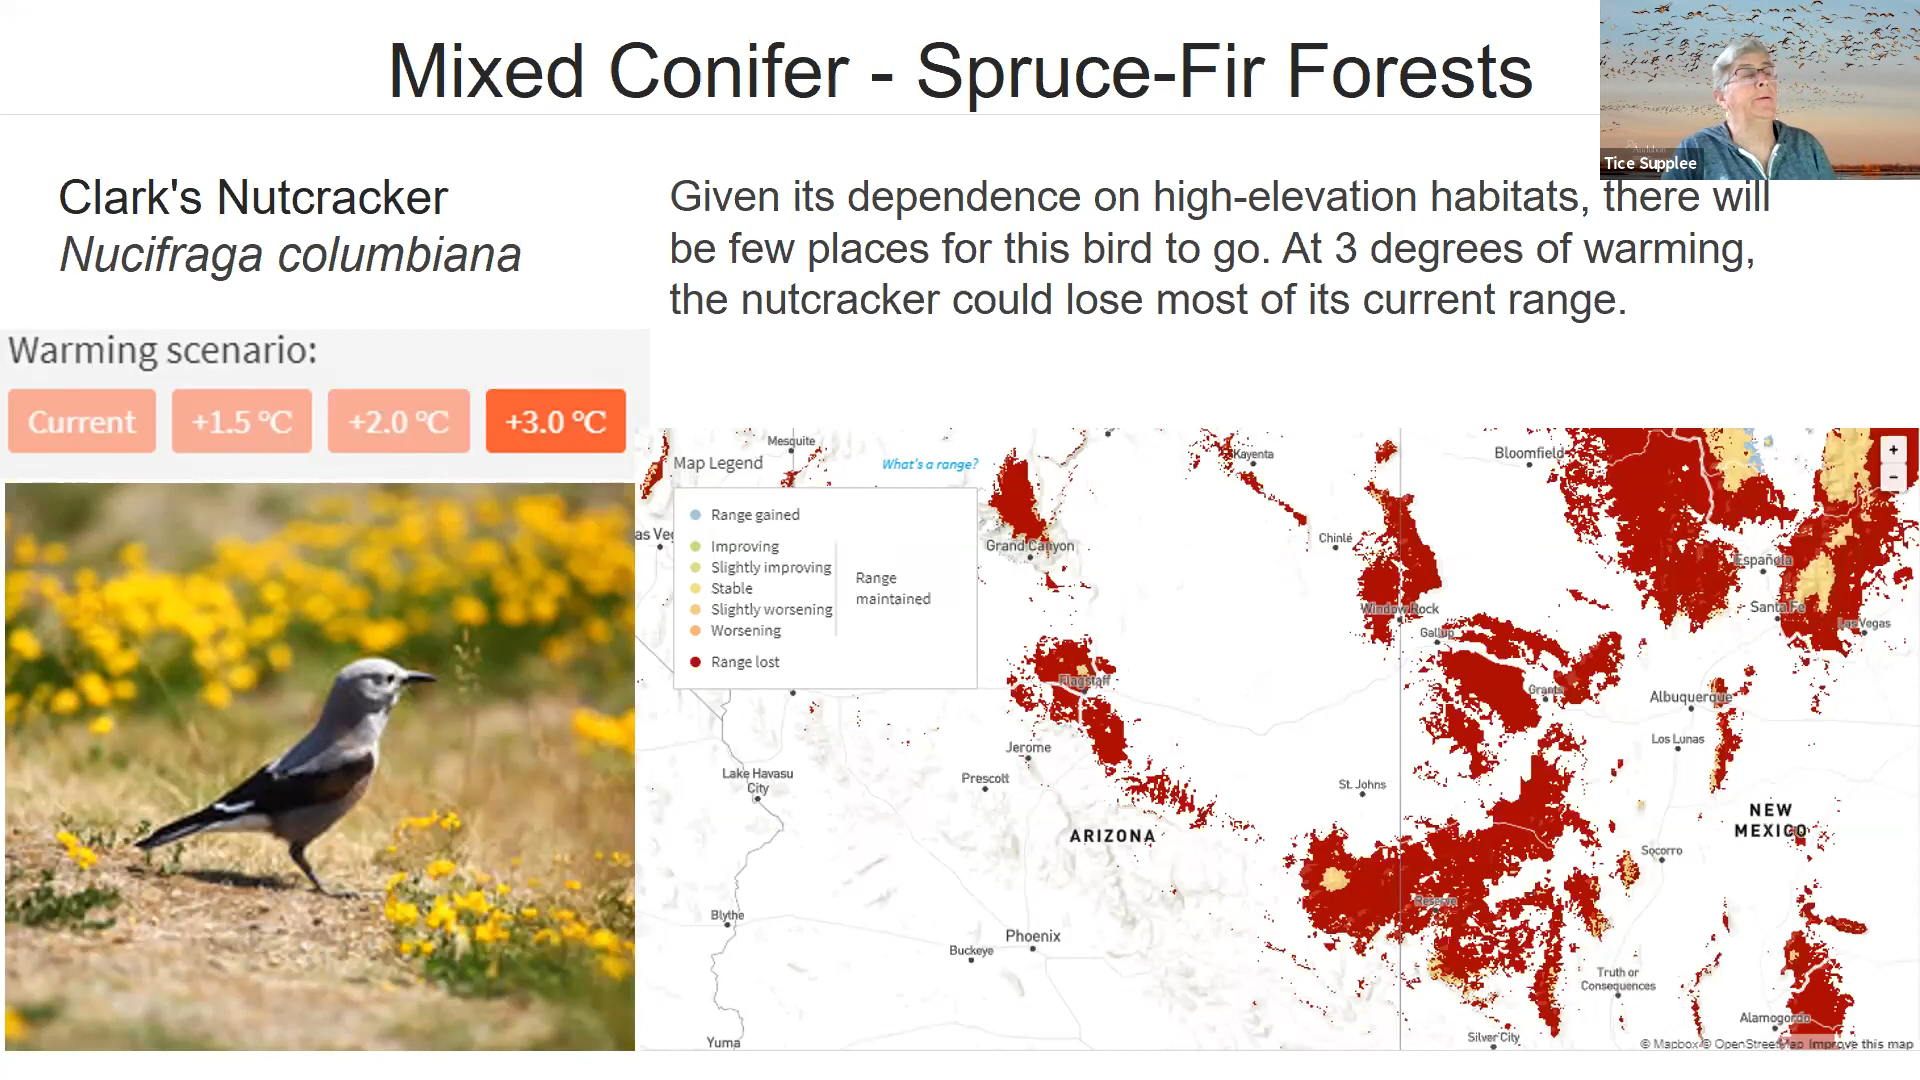 Mixed Conifer - Spruce-Fir Forests
Audubon
Tice Supplee
Clark's Nutcracker
Nucifraga columbiana
Given its dependence on high-elevation habitats, there will
be few places for this bird to go. At 3 degrees of warming,
the nutcracker could lose most of its current range.
Warming scenario:
Current
+1.5 °C
+2.0 °C
+3.0 °C
Map Legend
What's a range?
Range gained
Improving
Slightly improving
Stable
Slightly worsening
Worsening
Range
maintained
Range lost
Mesquite
Kayenta
Bloomfield
+
−
as Veg
Grand Canyon
Chinle
Española
Window Rock
Santa Fe
Las Vegas
Gallup
Flagstaff
Grants
Albuquerque
Jerome
Los Lunas
Lake Havasu
City
Prescott
St. Johns
ARIZONA
NEW
MEXICO
Socorro
Reserve
Blythe
Phoenix
Buckeye
Truth or
Consequences
Alamogordo
Yuma
Silver City
© Mapbox © OpenStreetMap Improve this map